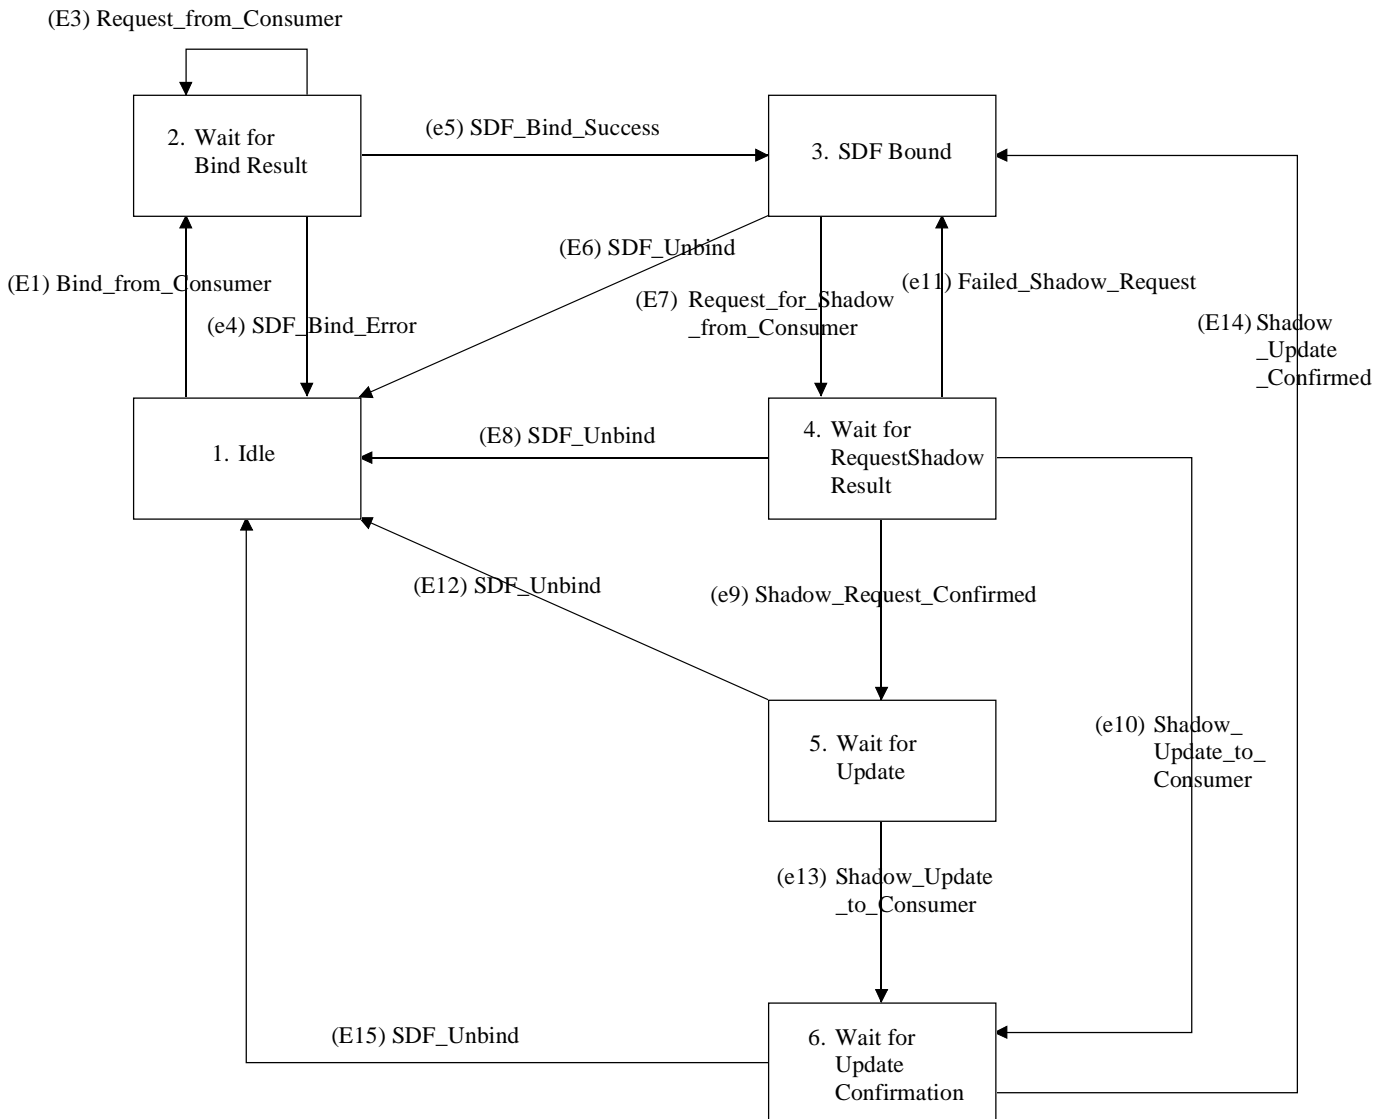 (E3) Request_from_Consumer
2. Wait for
Bind Result
(e5) SDF_Bind_Success
3. SDF Bound
(E1) Bind_from_Consumer
(e4) SDF_Bind_Error
(E6) SDF_Unbind
(E7) Request_for_Shadow
_from_Consumer
(e11) Failed_Shadow_Request
(E14) Shadow
_Update
_Confirmed
1. Idle
(E8) SDF_Unbind
4. Wait for
RequestShadow
Result
(E12) SDF_Unbind
(e9) Shadow_Request_Confirmed
5. Wait for
Update
(e10) Shadow_
Update_to_
Consumer
(e13) Shadow_Update
_to_Consumer
(E15) SDF_Unbind
6. Wait for
Update
Confirmation